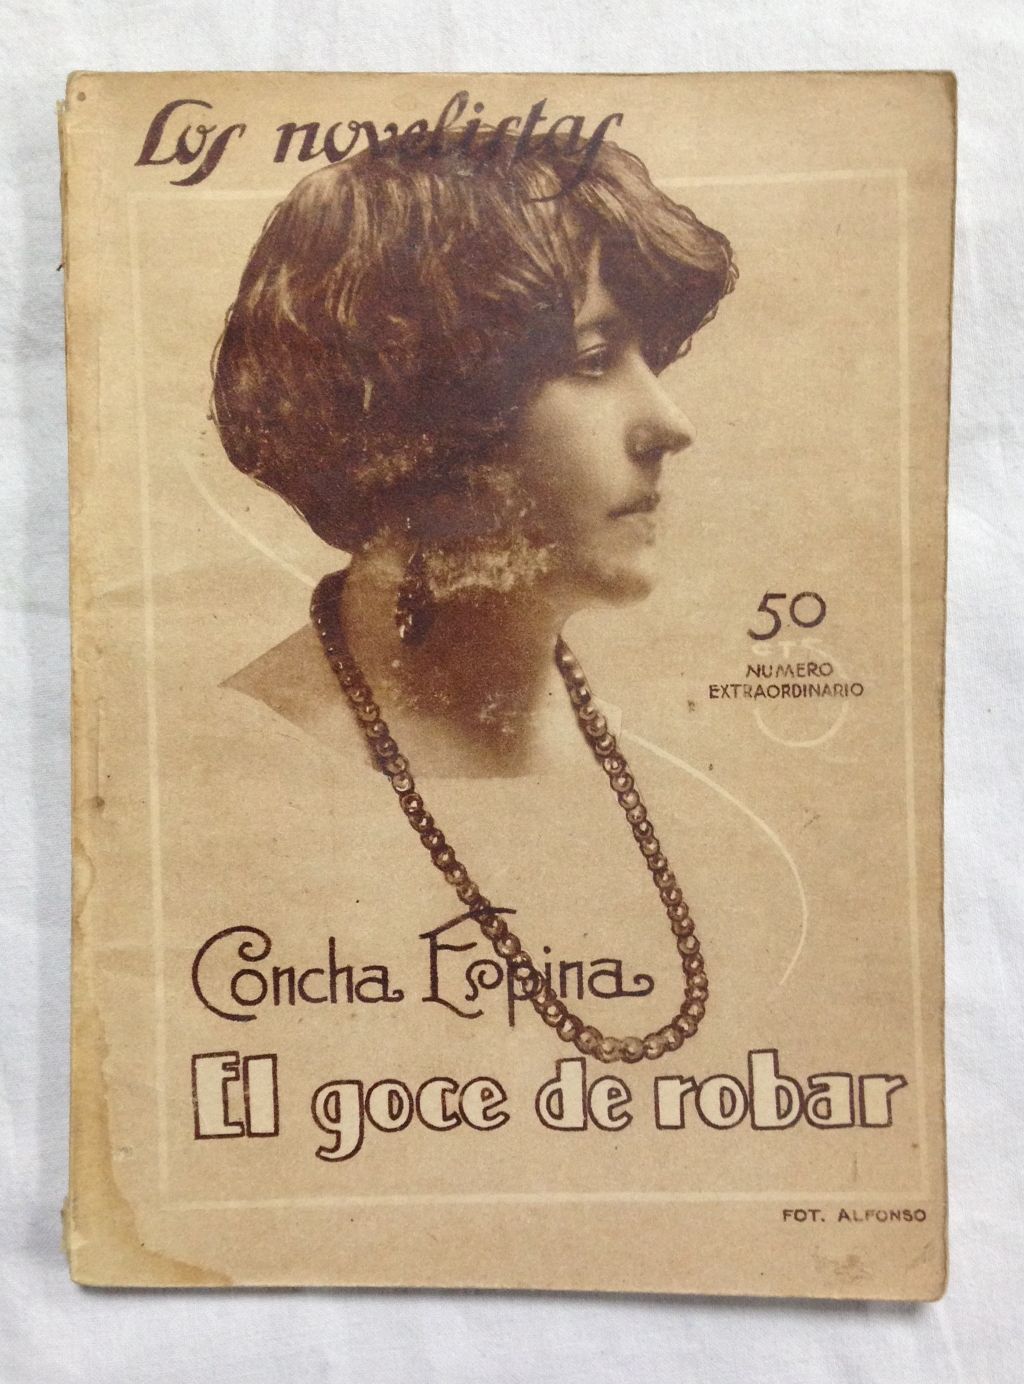 Los novelistas
50
CTS
NUMERO
EXTRAORDINARIO
Concha Espina
El goce de robar
FOT. ALFONSO